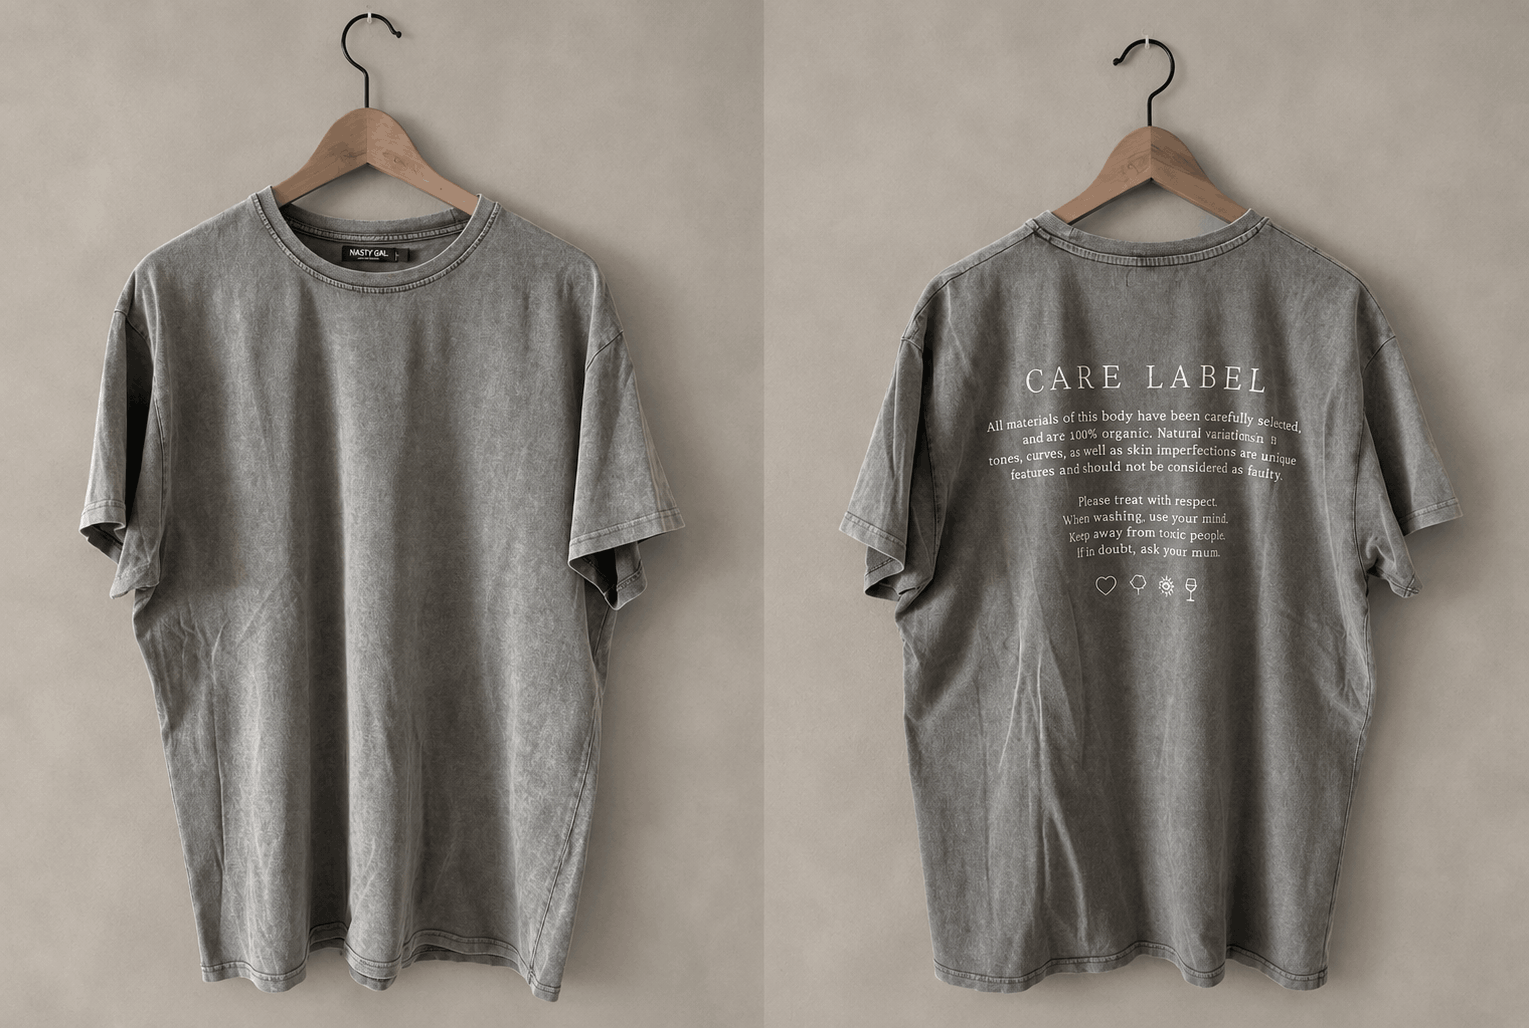 NASTY GAL
CARE LABEL
All materials of this body have been carefully selected,
and are 100% organic. Natural variations
tones, curves, as well as skin imperfections are unique
features and should not be considered as faulty.
Please treat with respect.
When washing, use your mind.
Keep away from toxic people.
If in doubt, ask your mum.